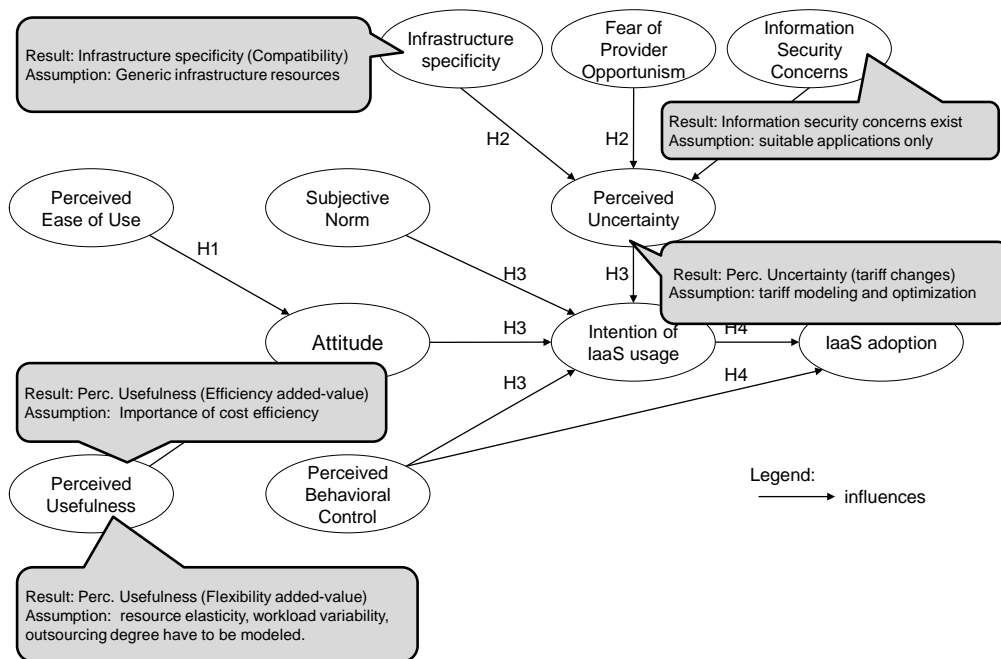 Result: Infrastructure specificity (Compatibility)
Assumption: Generic infrastructure resources
Infrastructure
specificity
Fear of
Provider
Opportunism
Information
Security
Concerns
Result: Information security concerns exist
Assumption: suitable applications only
H2
H2
Perceived
Ease of Use
Subjective
Norm
Perceived
Uncertainty
H1
H3
H3
Result: Perc. Uncertainty (tariff changes)
Assumption: tariff modeling and optimization
Attitude
H3
Intention of
IaaS usage
H4
IaaS adoption
Result: Perc. Usefulness (Efficiency added-value)
Assumption: Importance of cost efficiency
H3
H4
Perceived
Usefulness
Perceived
Behavioral
Control
Legend:
influences
Result: Perc. Usefulness (Flexibility added-value)
Assumption: resource elasticity, workload variability,
outsourcing degree have to be modeled.